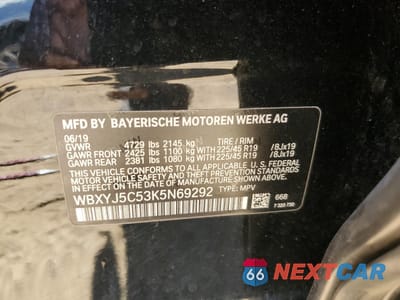 MFD BY BAYERISCHE MOTOREN WERKE AG
06/19
GVWR 4729 lbs 2145 kg TIRE / RIM
GAWR FRONT 2425 lbs 1100 kg WITH 225/45 R19 /8Jx19
GAWR REAR 2381 lbs 1080 kg WITH 225/45 R19 /8Jx19
THIS VEHICLE CONFORMS TO ALL APPLICABLE U.S. FEDERAL
MOTOR VEHICLE SAFETY, BUMPER, AND THEFT PREVENTION
STANDARDS IN EFFECT ON THE DATE OF MANUFACTURE SHOWN ABOVE.
WBXYJ5C53K5N69292 TYPE: MPV
668
66 NEXTCAR